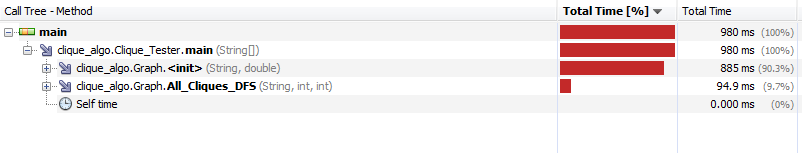 Call Tree - Method Total Time [%] Total Time
main 980 ms (100%)
clique_algo.Clique_Tester.main (String[]) 980 ms (100%)
clique_algo.Graph.<init> (String, double) 885 ms (90.3%)
clique_algo.Graph.All_Cliques_DFS (String, int, int) 94.9 ms (9.7%)
Self time 0.000 ms (0%)